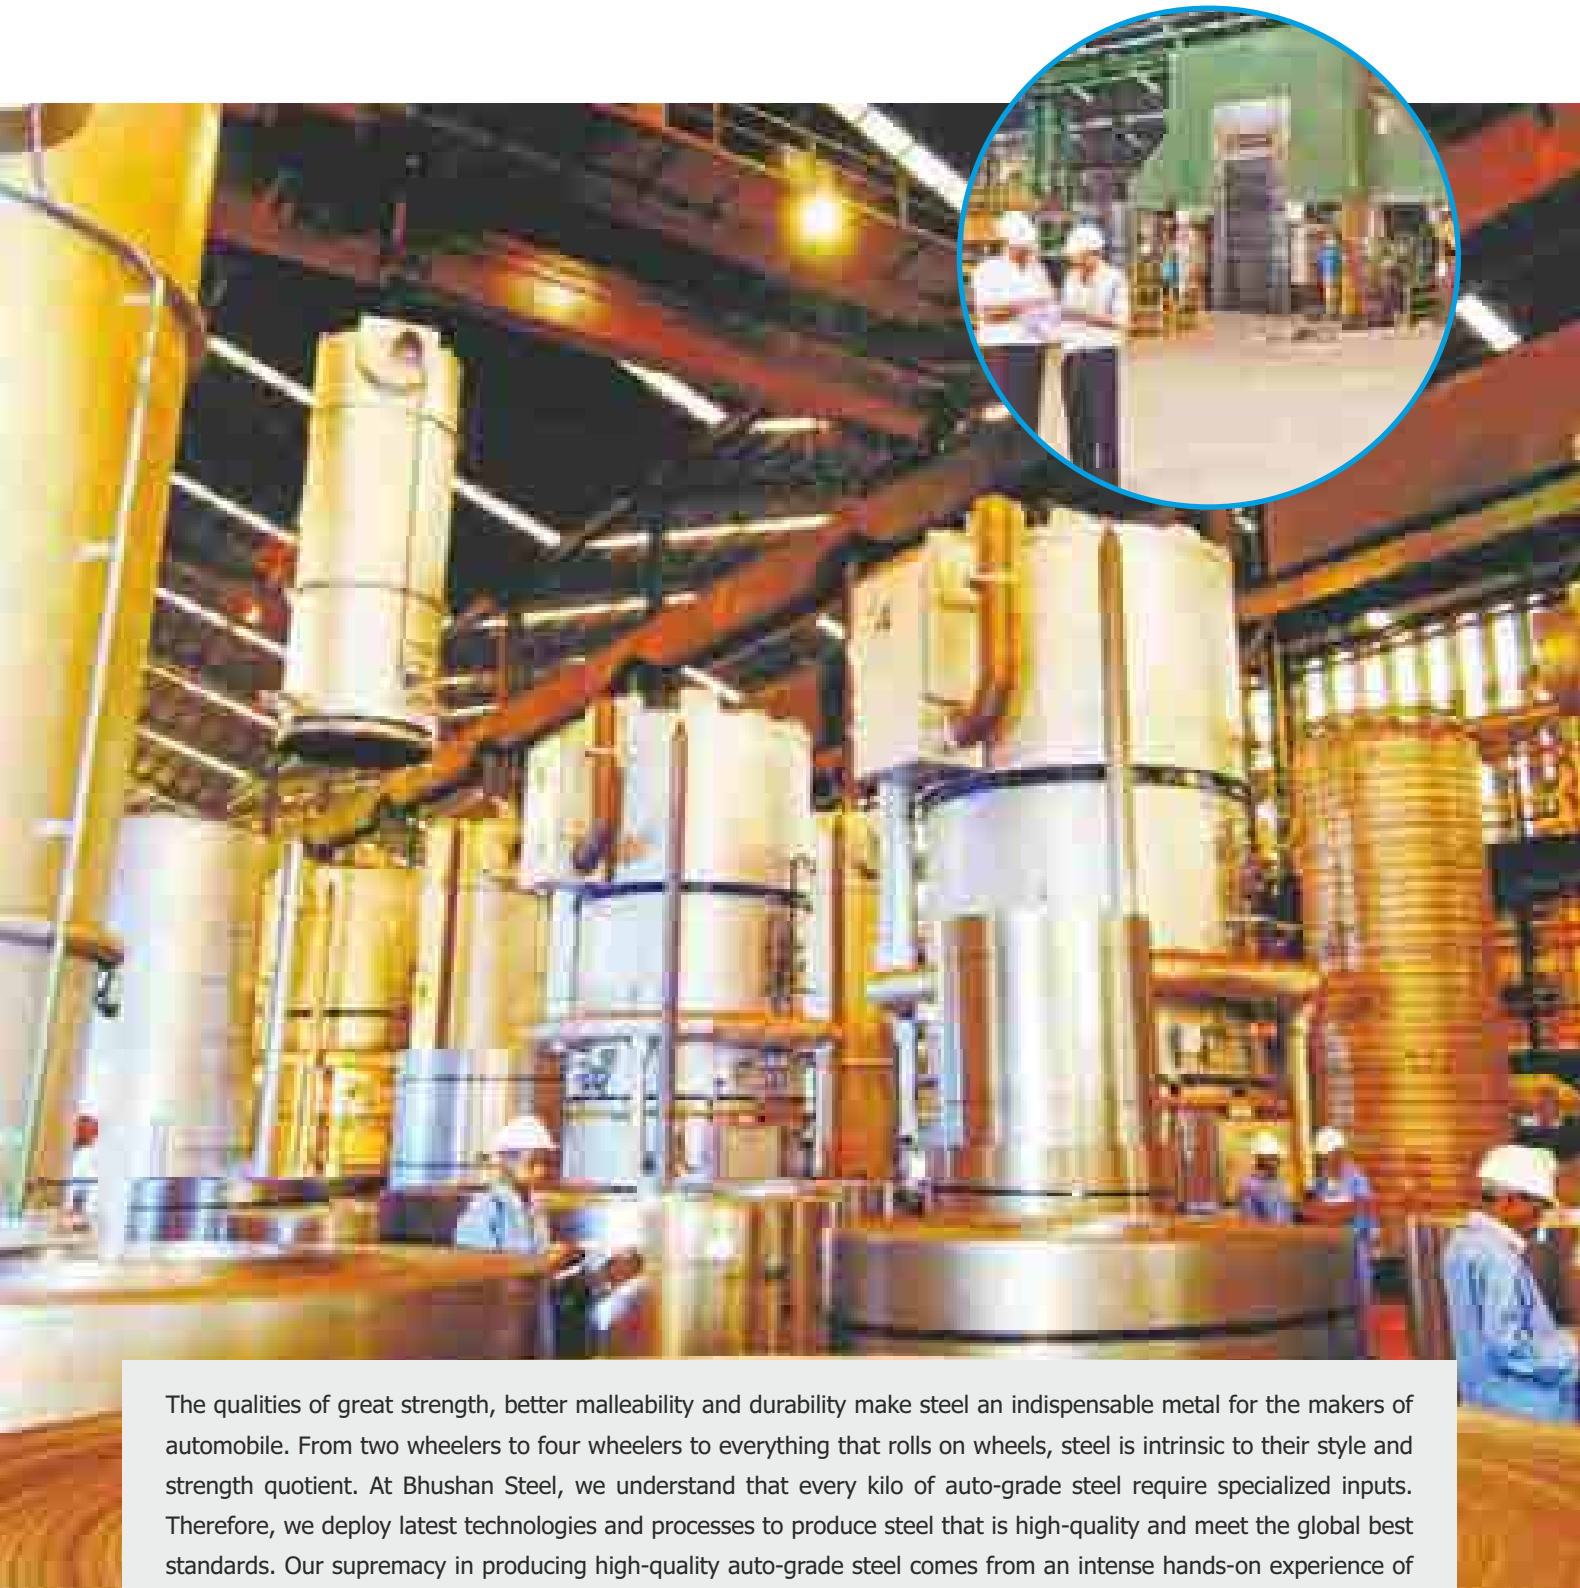 The qualities of great strength, better malleability and durability make steel an indispensable metal for the makers of
automobile. From two wheelers to four wheelers to everything that rolls on wheels, steel is intrinsic to their style and
strength quotient. At Bhushan Steel, we understand that every kilo of auto-grade steel require specialized inputs.
Therefore, we deploy latest technologies and processes to produce steel that is high-quality and meet the global best
standards. Our supremacy in producing high-quality auto-grade steel comes from an intense hands-on experience of